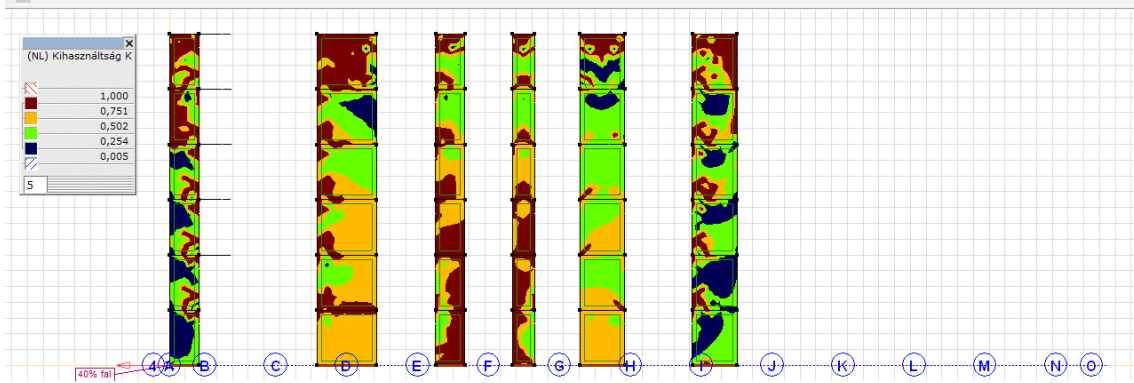 (NL) Kihasználtság K
1,000
0,751
0,502
0,254
0,005
5
4 A B C D E F G H I J K L M N O
40% fal